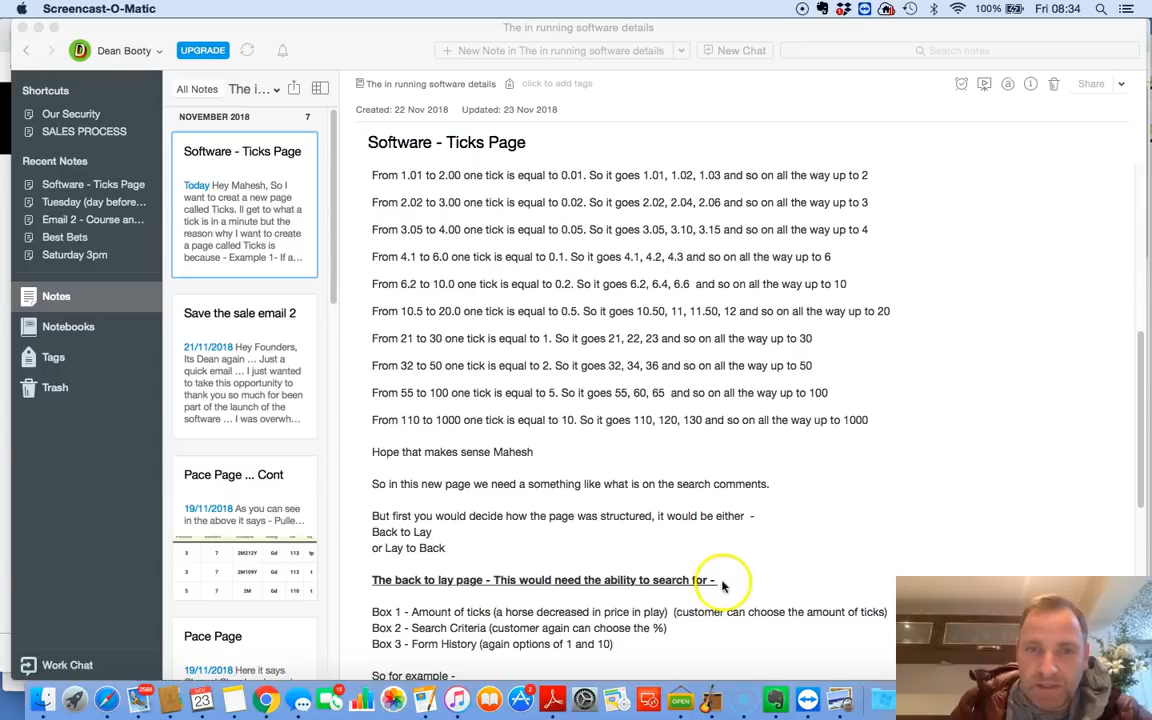 Screencast-O-Matic
100%
Fri 08:34
The in running software details
Dean Booty
UPGRADE
+ New Note in The in running software details
New Chat
Search notes
Shortcuts
Our Security
SALES PROCESS
Recent Notes
Software - Ticks Page
Tuesday (day before...
Email 2 - Course an...
Best Bets
Saturday 3pm
Notes
Notebooks
Tags
Trash
Work Chat
All Notes
The i...
NOVEMBER 2018
7
Software - Ticks Page
Today Hey Mahesh, So I
want to creat a new page
called Ticks. Il get to what a
tick is in a minute but the
reason why I want to create
a page called Ticks is
because - Example 1- If a...
Save the sale email 2
21/11/2018 Hey Founders,
Its Dean again ... Just a
quick email ... I just wanted
to take this opportunity to
thank you so much for been
part of the launch of the
software ... I was overwh...
Pace Page ... Cont
19/11/2018 As you can see
in the above it says - Pulle...
3 7 2M212Y Gd 113
3 7 2M109Y Gd 113
5 7 2M Gd 110
Pace Page
19/11/2018 Here it says
The in running software details
click to add tags
Share
Created: 22 Nov 2018 Updated: 23 Nov 2018
Software - Ticks Page
From 1.01 to 2.00 one tick is equal to 0.01. So it goes 1.01, 1.02, 1.03 and so on all the way up to 2
From 2.02 to 3.00 one tick is equal to 0.02. So it goes 2.02, 2.04, 2.06 and so on all the way up to 3
From 3.05 to 4.00 one tick is equal to 0.05. So it goes 3.05, 3.10, 3.15 and so on all the way up to 4
From 4.1 to 6.0 one tick is equal to 0.1. So it goes 4.1, 4.2, 4.3 and so on all the way up to 6
From 6.2 to 10.0 one tick is equal to 0.2. So it goes 6.2, 6.4, 6.6 and so on all the way up to 10
From 10.5 to 20.0 one tick is equal to 0.5. So it goes 10.50, 11, 11.50, 12 and so on all the way up to 20
From 21 to 30 one tick is equal to 1. So it goes 21, 22, 23 and so on all the way up to 30
From 32 to 50 one tick is equal to 2. So it goes 32, 34, 36 and so on all the way up to 50
From 55 to 100 one tick is equal to 5. So it goes 55, 60, 65 and so on all the way up to 100
From 110 to 1000 one tick is equal to 10. So it goes 110, 120, 130 and so on all the way up to 1000
Hope that makes sense Mahesh
So in this new page we need a something like what is on the search comments.
But first you would decide how the page was structured, it would be either -
Back to Lay
or Lay to Back
The back to lay page - This would need the ability to search for -
Box 1 - Amount of ticks (a horse decreased in price in play) (customer can choose the amount of ticks)
Box 2 - Search Criteria (customer again can choose the %)
Box 3 - Form History (again options of 1 and 10)
So for example -